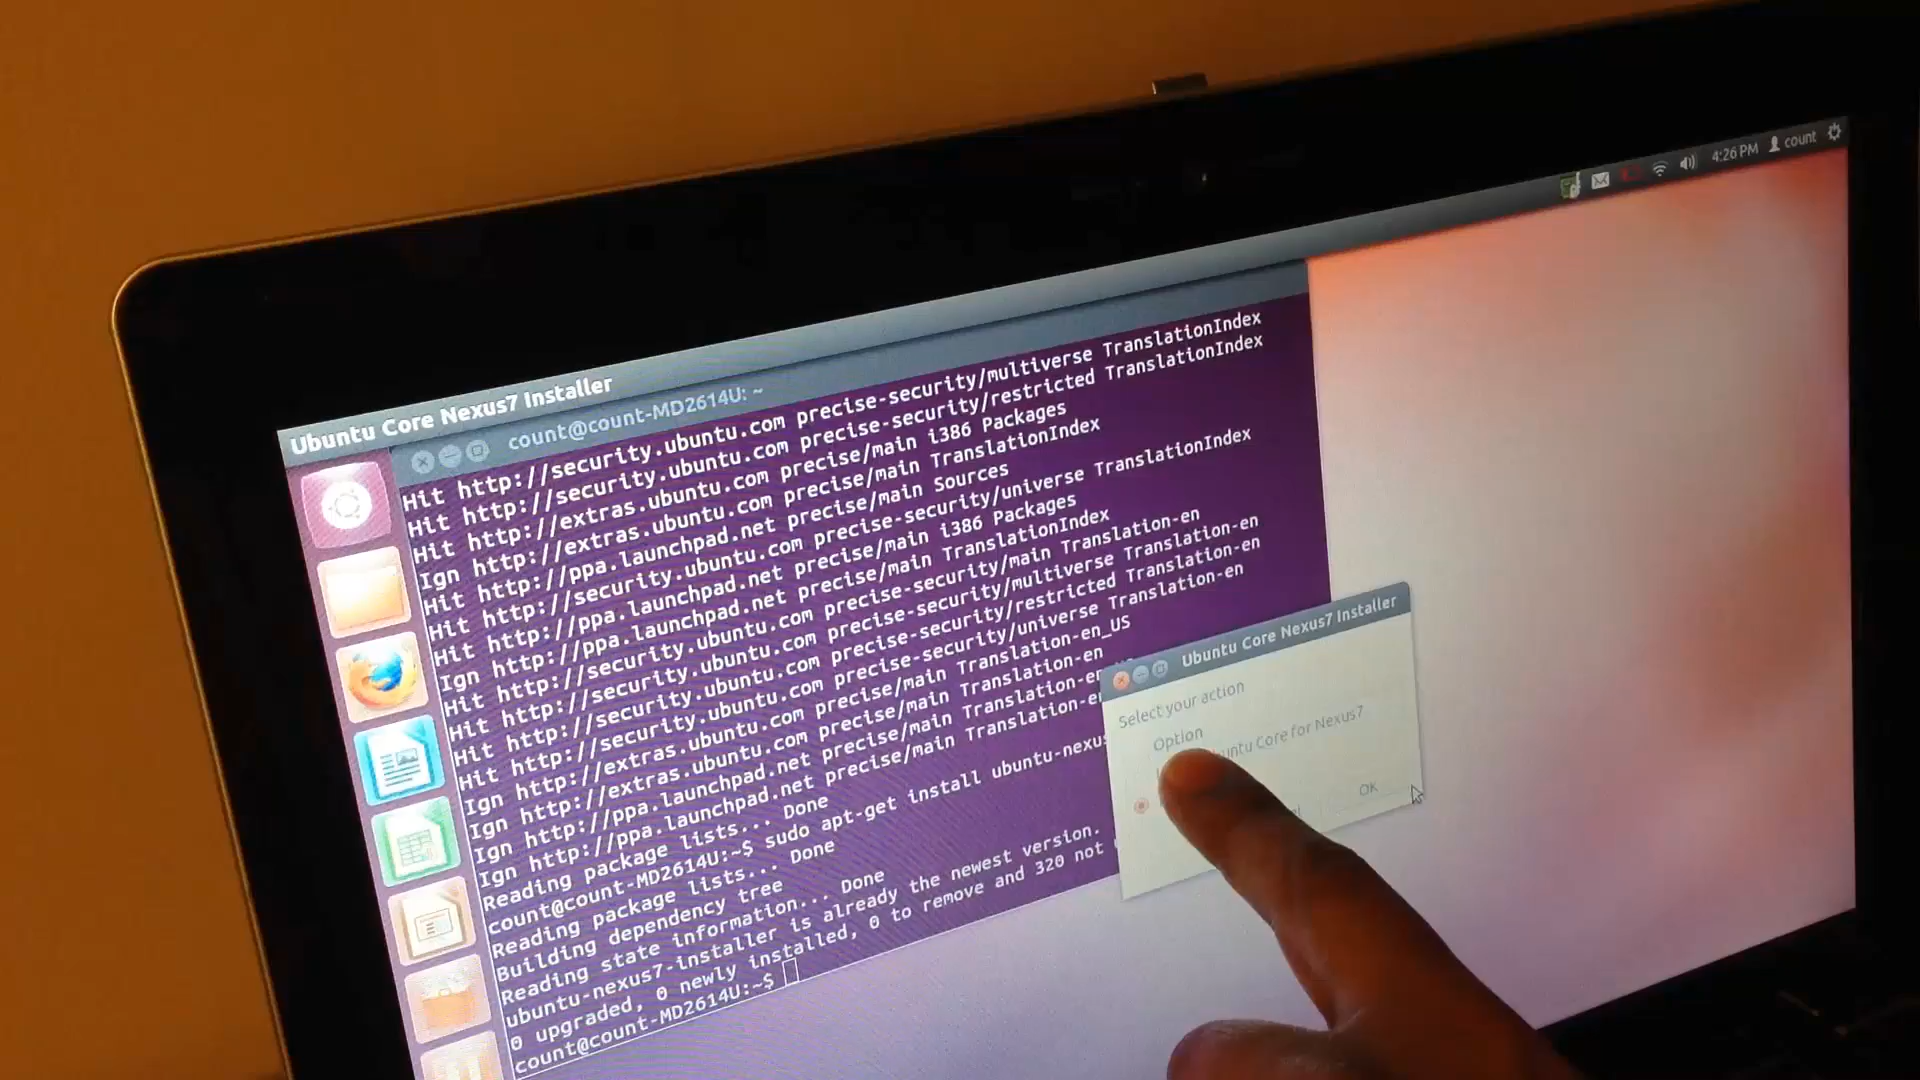 4:26 PM count
Ubuntu Core Nexus7 Installer
count@count-MD2614U: ~
Hit http://security.ubuntu.com precise-security/multiverse TranslationIndex
Hit http://security.ubuntu.com precise-security/restricted TranslationIndex
Hit http://extras.ubuntu.com precise/main i386 Packages
Ign http://extras.ubuntu.com precise/main TranslationIndex
Hit http://ppa.launchpad.net precise/main Sources
Hit http://security.ubuntu.com precise-security/universe TranslationIndex
Hit http://ppa.launchpad.net precise/main i386 Packages
Ign http://ppa.launchpad.net precise/main TranslationIndex
Hit http://security.ubuntu.com precise-security/main Translation-en
Hit http://security.ubuntu.com precise-security/multiverse Translation-en
Hit http://security.ubuntu.com precise-security/restricted Translation-en
Hit http://security.ubuntu.com precise-security/universe Translation-en
Ign http://extras.ubuntu.com precise/main Translation-en_US
Ign http://extras.ubuntu.com precise/main Translation-en
Ign http://ppa.launchpad.net precise/main
Ign http://ppa.launchpad.net precise/main
Reading package lists... Done
count@count-MD2614U:~$ sudo apt-get install
Reading package lists... Done
Building dependency tree
Reading state information... Done
ubuntu-nexus7-installer is already the newest version.
0 upgraded, 0 newly installed, 0 to remove and 320 not
count@count-MD2614U:~$
Ubuntu Core Nexus7 Installer
Select your action
Option
Core for Nexus7
OK